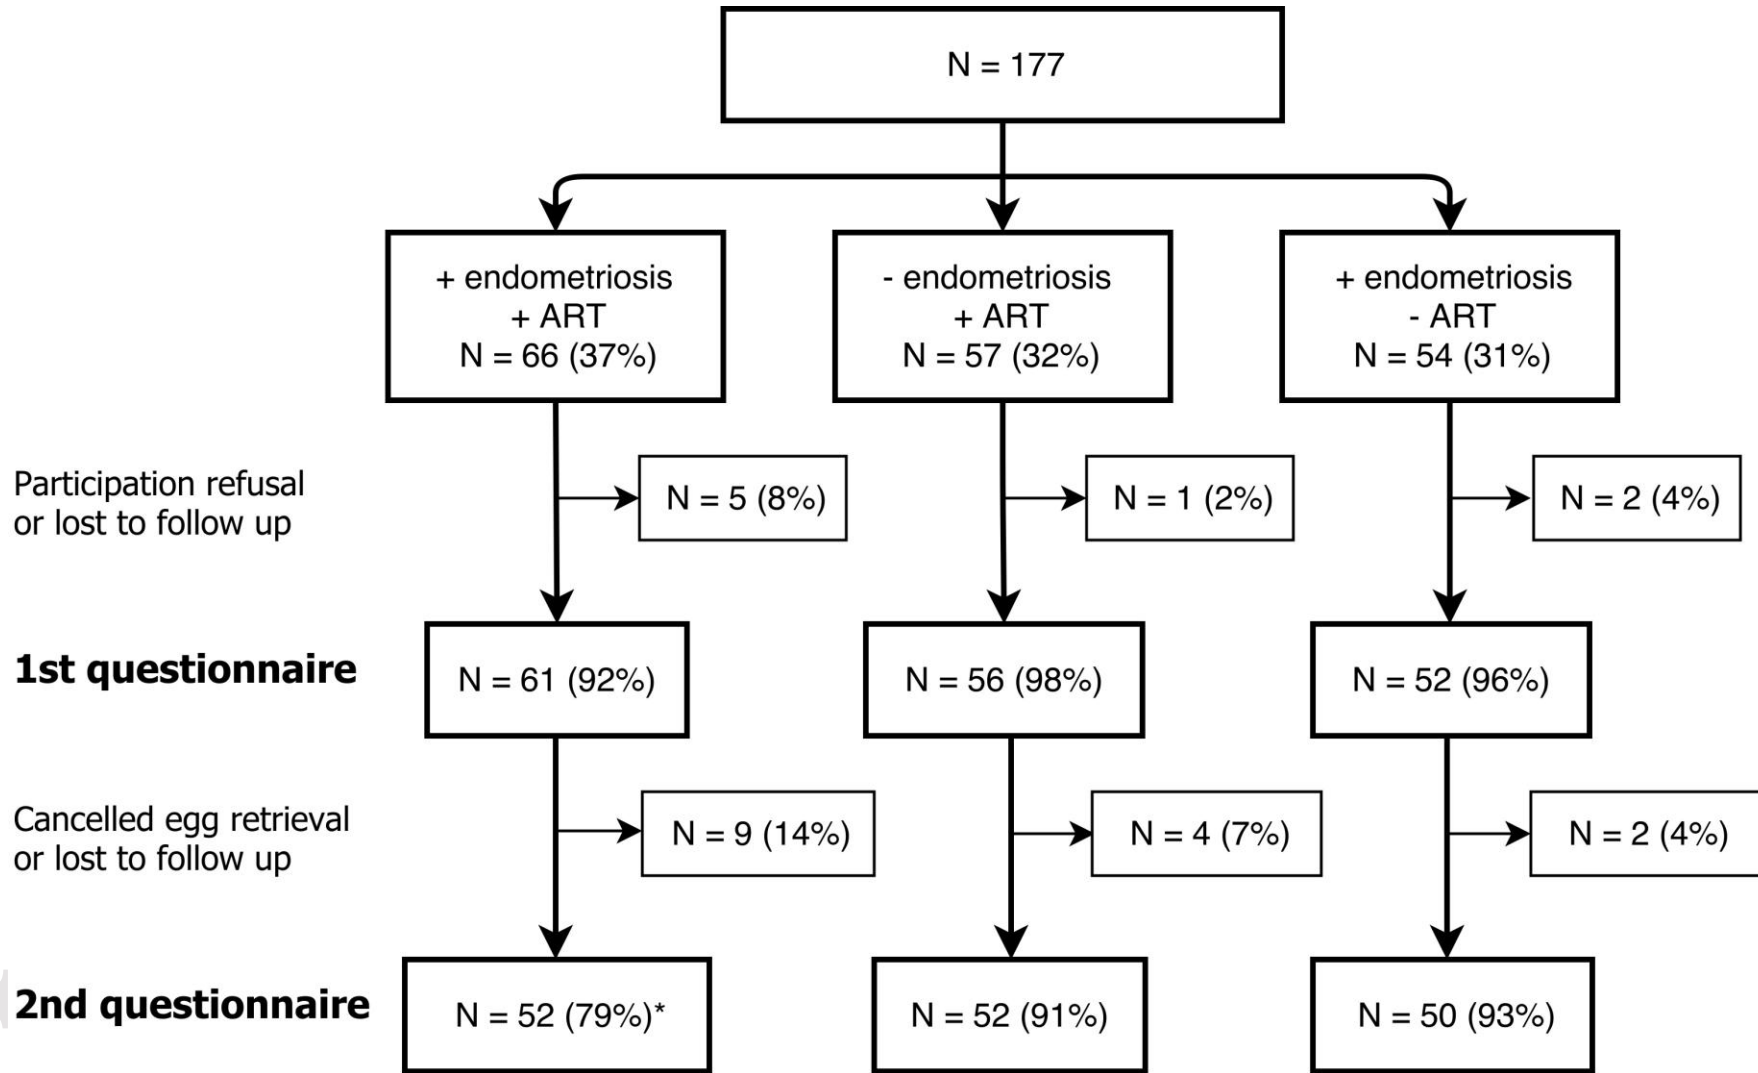 N = 177
+ endometriosis
+ ART
N = 66 (37%)
- endometriosis
+ ART
N = 57 (32%)
+ endometriosis
- ART
N = 54 (31%)
Participation refusal
or lost to follow up
N = 5 (8%)
N = 1 (2%)
N = 2 (4%)
1st questionnaire
N = 61 (92%)
N = 56 (98%)
N = 52 (96%)
Cancelled egg retrieval
or lost to follow up
N = 9 (14%)
N = 4 (7%)
N = 2 (4%)
2nd questionnaire
N = 52 (79%)*
N = 52 (91%)
N = 50 (93%)